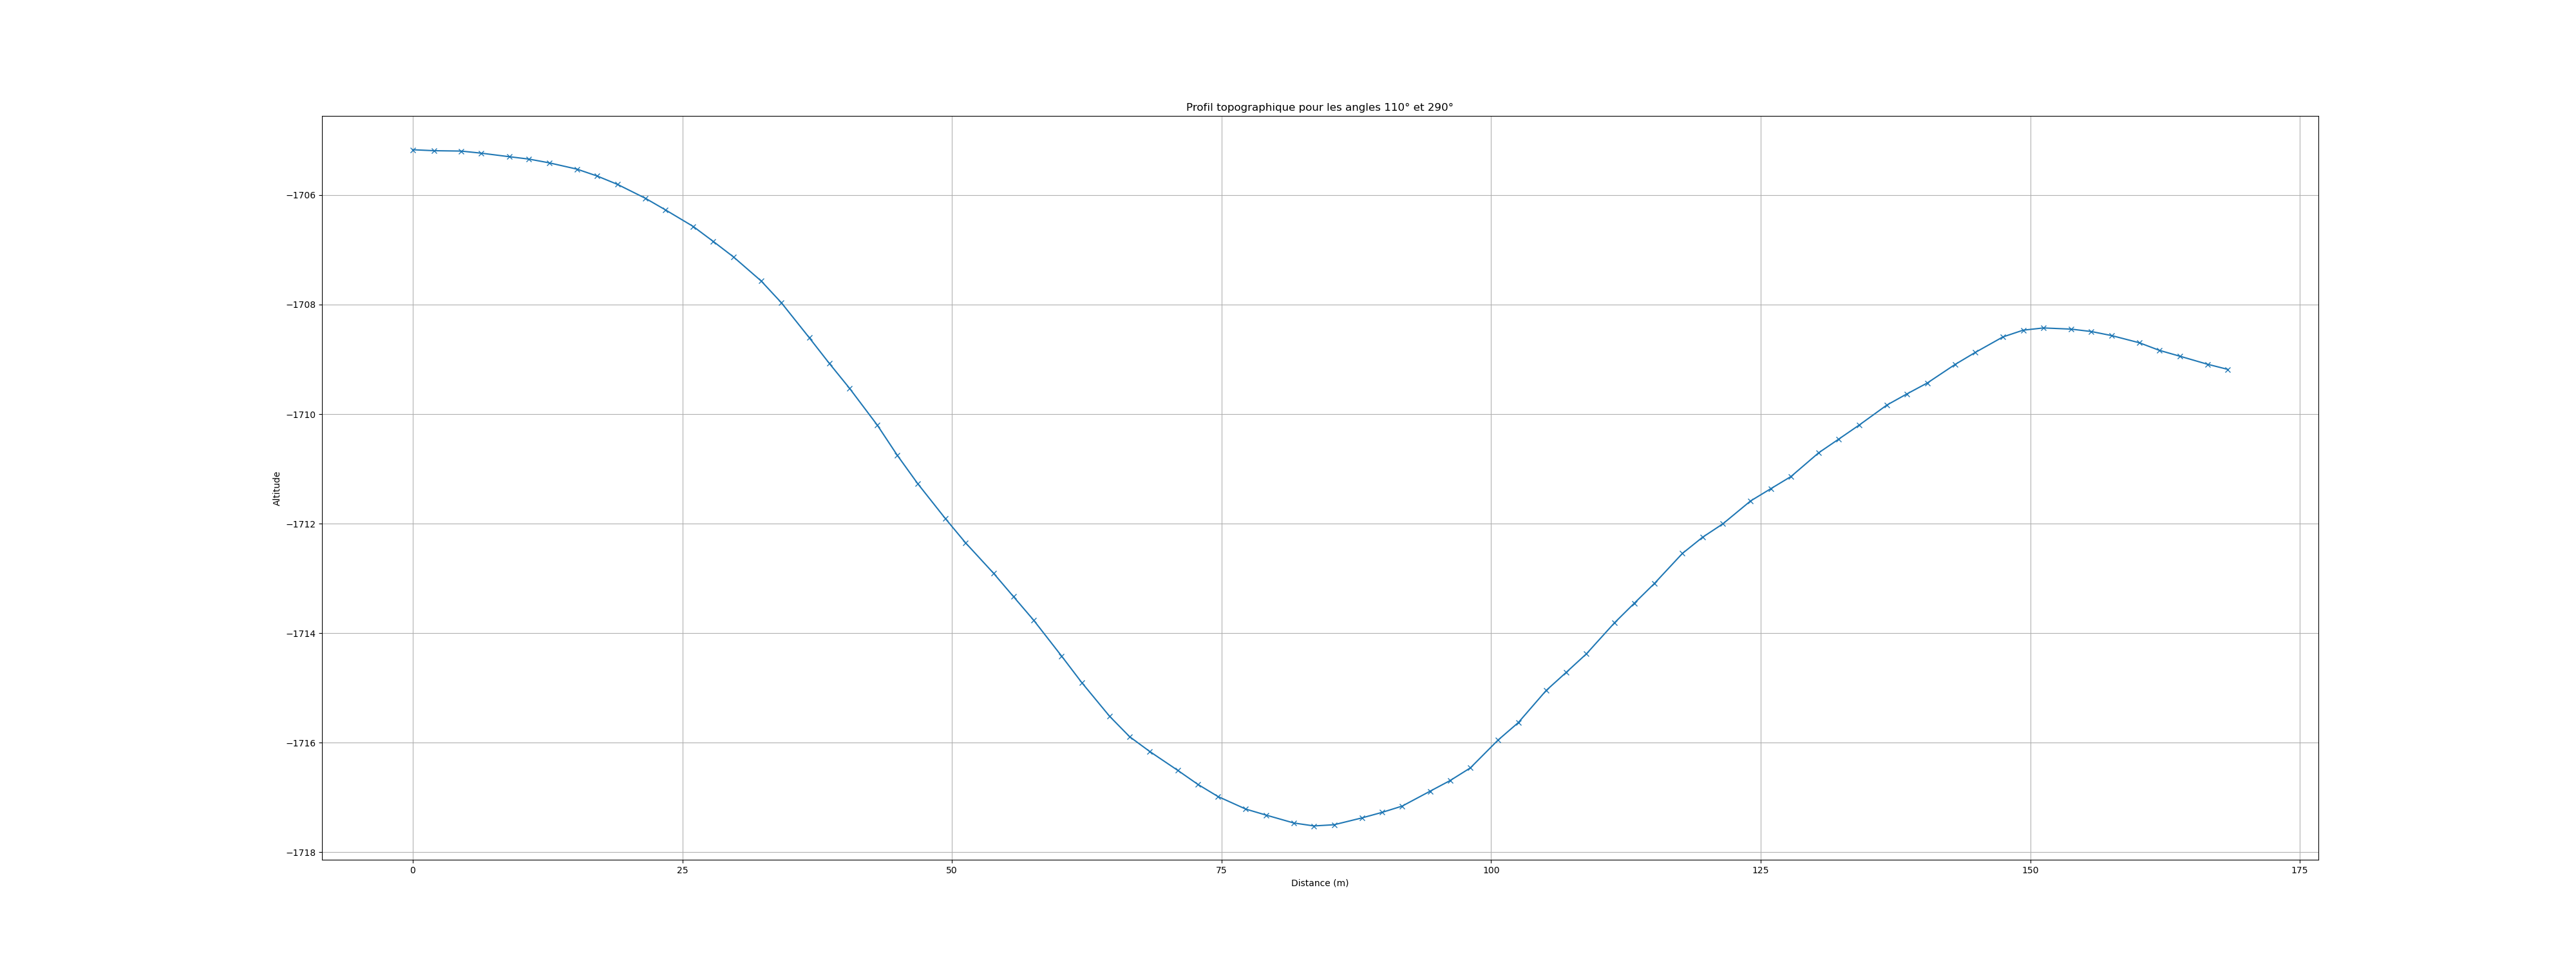 Profil topographique pour les angles 110° et 290°
−1706
−1708
−1710
−1712
−1714
−1716
−1718
Altitude
0 25 50 75 100 125 150 175
Distance (m)